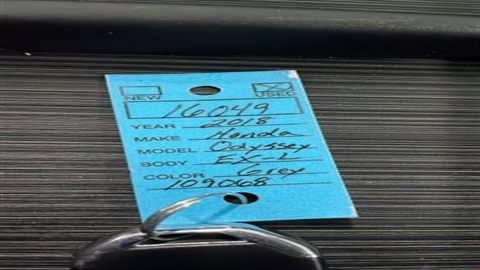 NEW USED
16049
YEAR 2018
MAKE Honda
MODEL Odyssey
BODY EX-L
COLOR Grey
109068